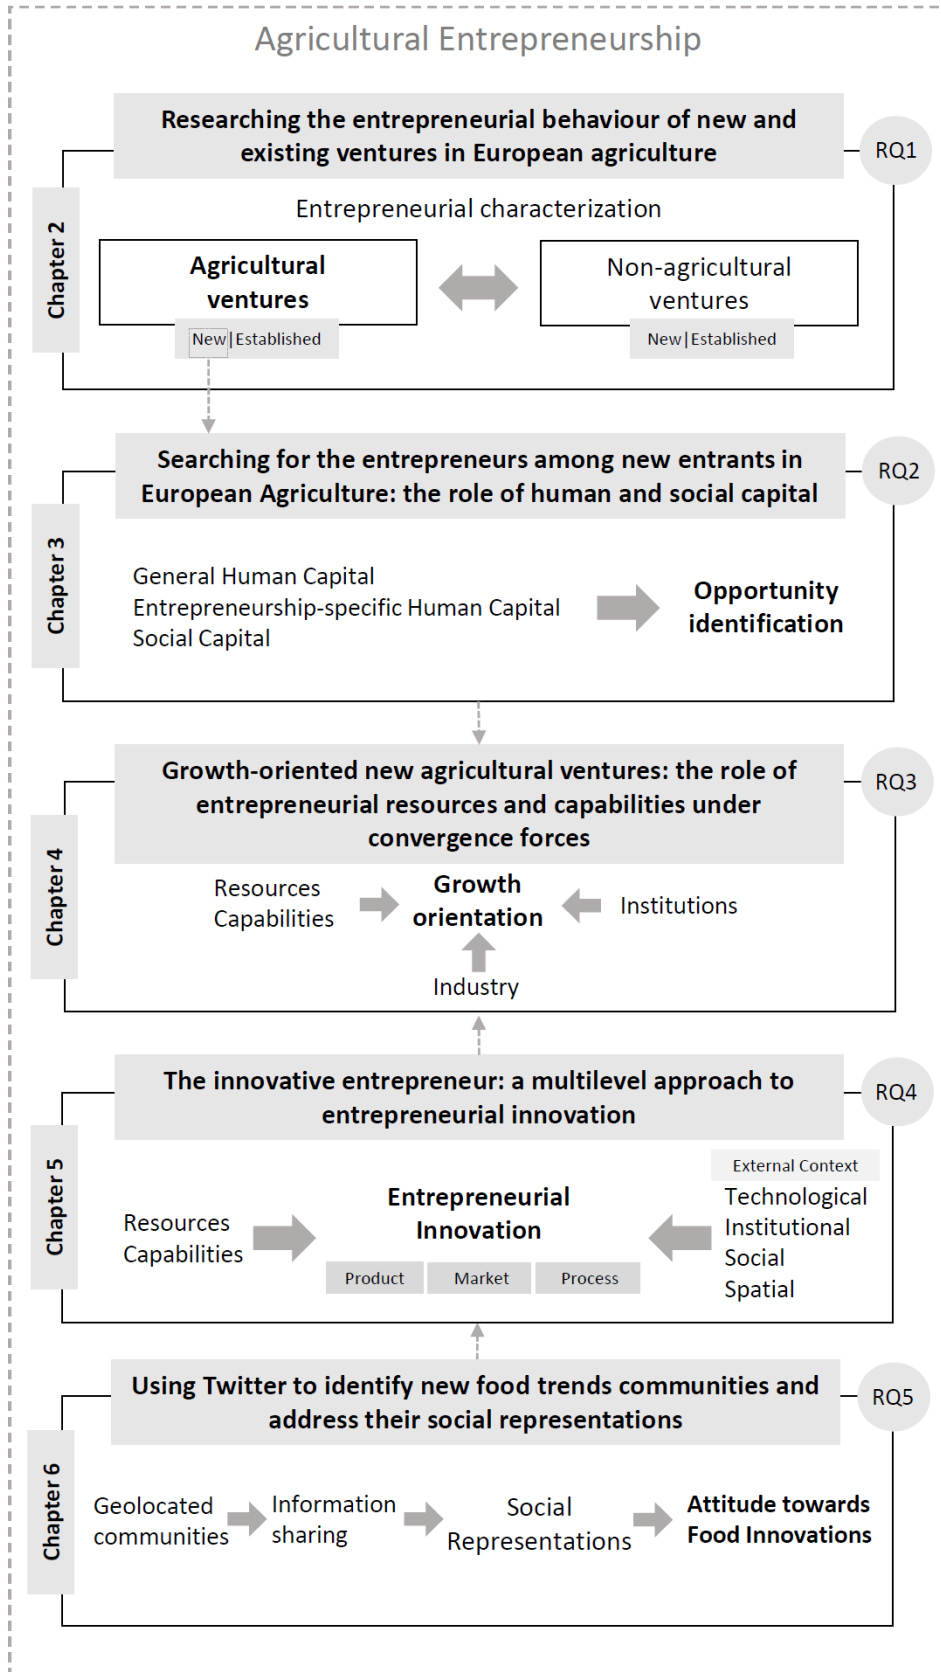 Agricultural Entrepreneurship
Researching the entrepreneurial behaviour of new and
existing ventures in European agriculture
RQ1
Chapter 2
Entrepreneurial characterization
Agricultural
ventures
New|Established
Non-agricultural
ventures
New|Established
Searching for the entrepreneurs among new entrants in
European Agriculture: the role of human and social capital
RQ2
Chapter 3
General Human Capital
Entrepreneurship-specific Human Capital
Social Capital
Opportunity
identification
Growth-oriented new agricultural ventures: the role of
entrepreneurial resources and capabilities under
convergence forces
RQ3
Chapter 4
Resources
Capabilities
Growth
orientation
Institutions
Industry
The innovative entrepreneur: a multilevel approach to
entrepreneurial innovation
RQ4
Chapter 5
Resources
Capabilities
Entrepreneurial
Innovation
Product
Market
Process
External Context
Technological
Institutional
Social
Spatial
Using Twitter to identify new food trends communities and
address their social representations
RQ5
Chapter 6
Geolocated
communities
Information
sharing
Social
Representations
Attitude towards
Food Innovations